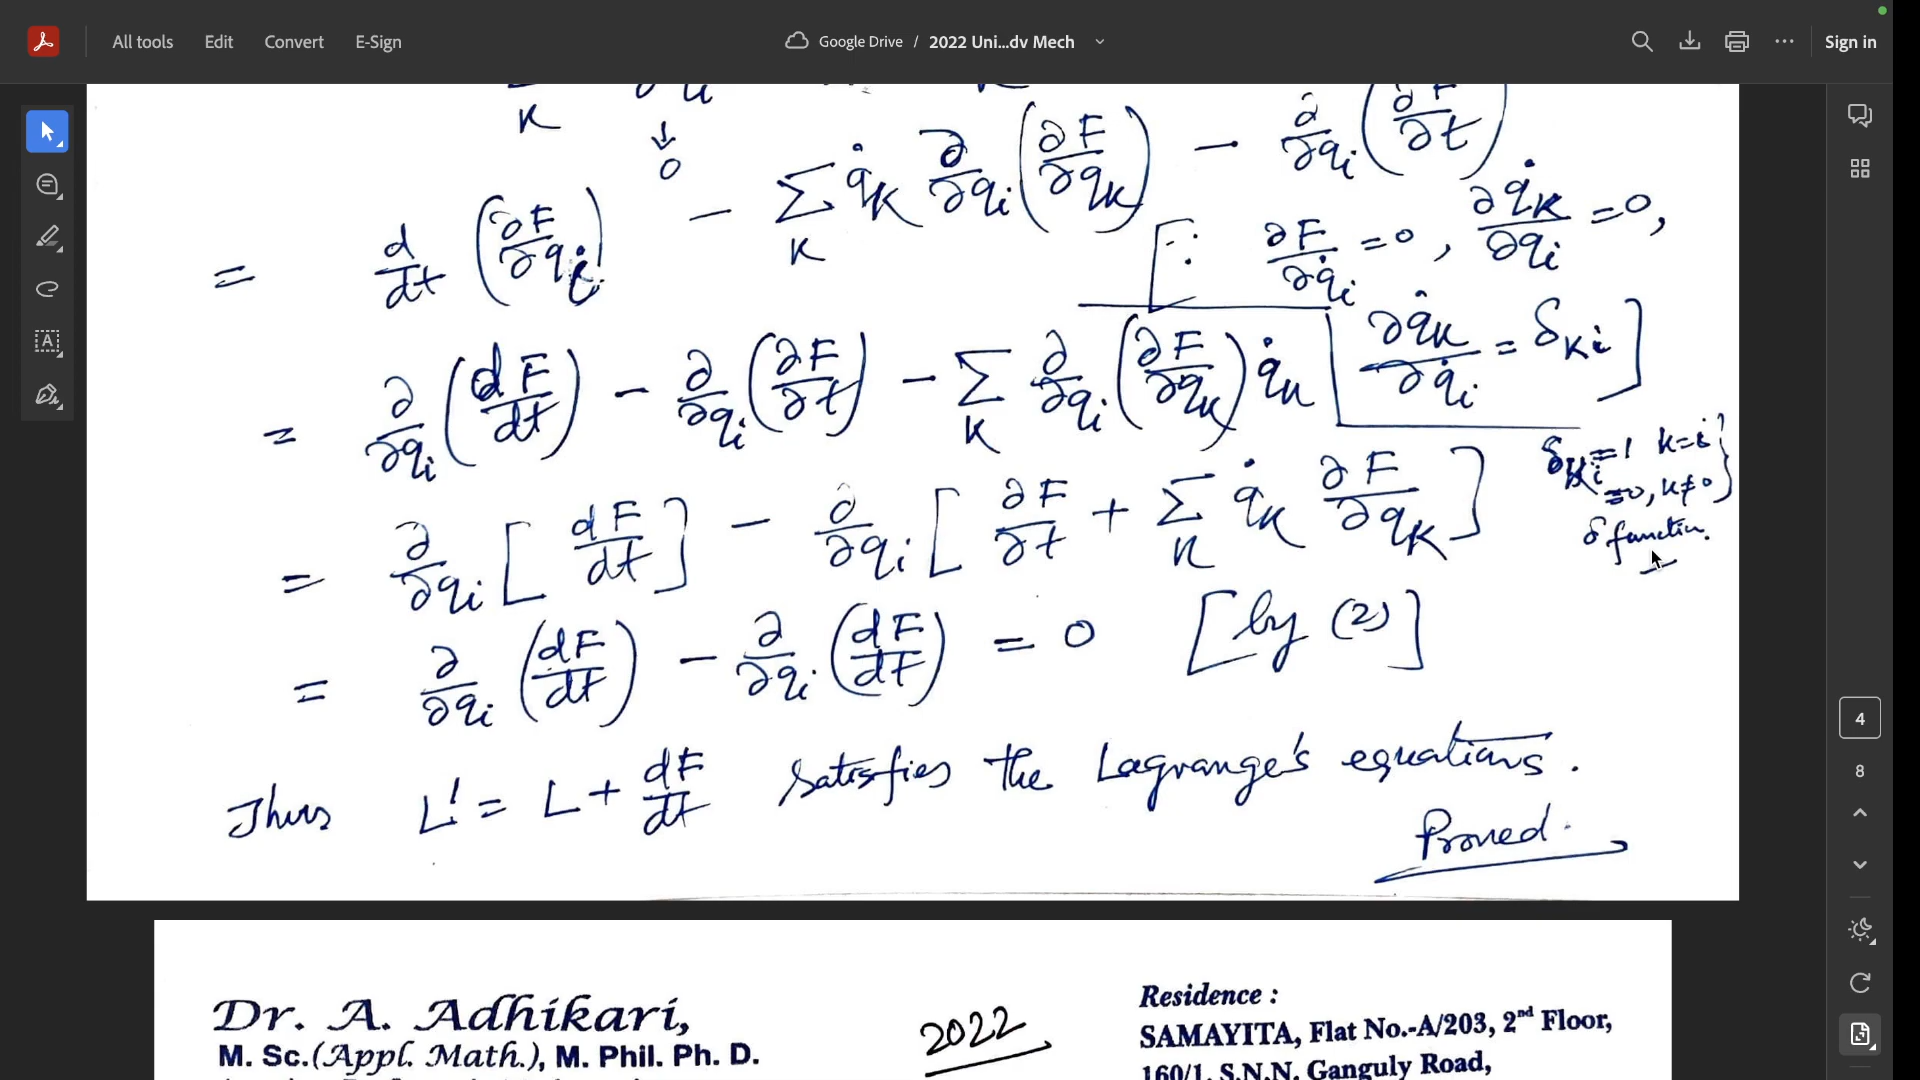 All tools Edit Convert E-Sign Google Drive / 2022 Uni...dv Mech Sign in
K ↓ 0
= d/dt (∂F/∂qi) − Σ_K q̇K ∂/∂qi (∂F/∂qK) − ∂/∂qi (∂F/∂t)
[∵ ∂F/∂q̇i = 0, ∂q̇K/∂qi = 0,
∂q̇K/∂q̇i = δKi]
= ∂/∂qi (dF/dt) − ∂/∂qi (∂F/∂t) − Σ_K ∂/∂qi (∂F/∂qK) q̇K
δKi = 1 k=i
= 0, k≠0 }
δ function.
= ∂/∂qi [dF/dt] − ∂/∂qi [∂F/∂t + Σ_K q̇K ∂F/∂qK]
= ∂/∂qi (dF/dt) − ∂/∂qi (dF/dt) = 0 [by (2)]
Thus L' = L + dF/dt satisfies the Lagrange's equations.
Proved.
4
8
Dr. A. Adhikari,
M. Sc.(Appl. Math.), M. Phil. Ph. D.
2022
Residence :
SAMAYITA, Flat No.-A/203, 2nd Floor,
160/1, S.N.N. Ganguly Road,